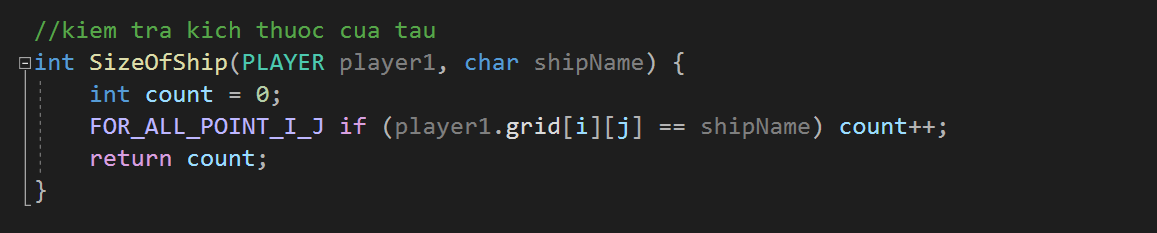 //kiem tra kich thuoc cua tau
int SizeOfShip(PLAYER player1, char shipName) {
    int count = 0;
    FOR_ALL_POINT_I_J if (player1.grid[i][j] == shipName) count++;
    return count;
}